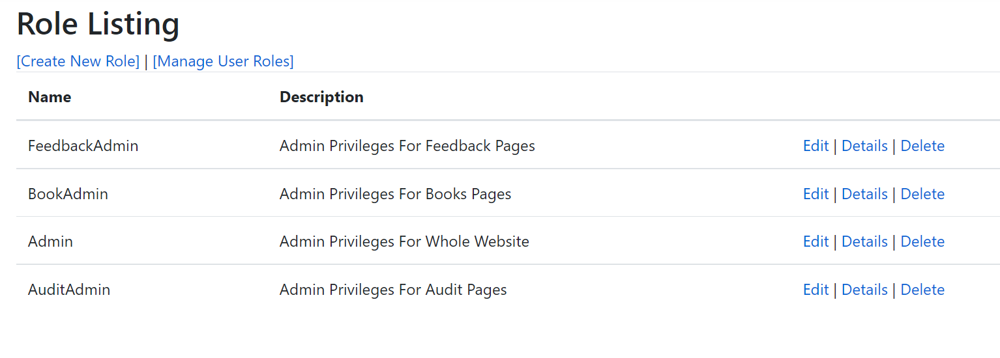 Role Listing
[Create New Role] | [Manage User Roles]
Name Description
FeedbackAdmin Admin Privileges For Feedback Pages Edit | Details | Delete
BookAdmin Admin Privileges For Books Pages Edit | Details | Delete
Admin Admin Privileges For Whole Website Edit | Details | Delete
AuditAdmin Admin Privileges For Audit Pages Edit | Details | Delete